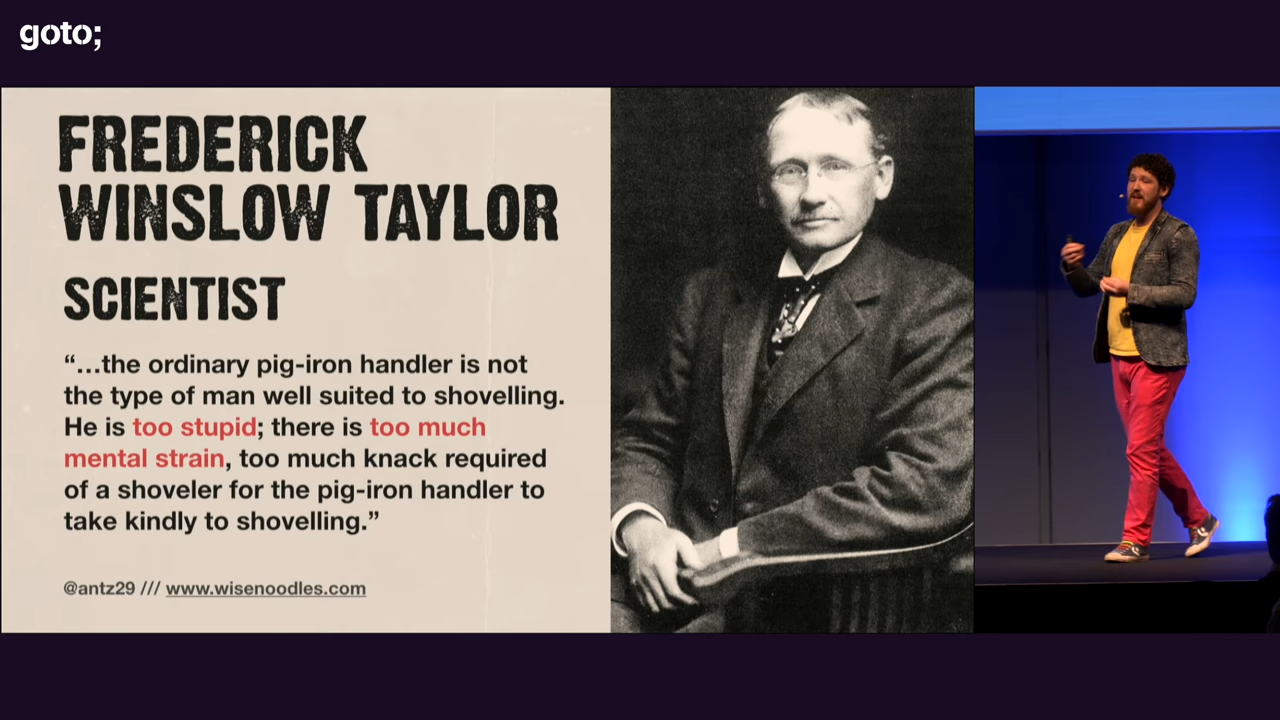 goto;
FREDERICK
WINSLOW TAYLOR
SCIENTIST
“…the ordinary pig-iron handler is not
the type of man well suited to shovelling.
He is too stupid; there is too much
mental strain, too much knack required
of a shoveler for the pig-iron handler to
take kindly to shovelling.”
@antz29 /// www.wisenoodles.com